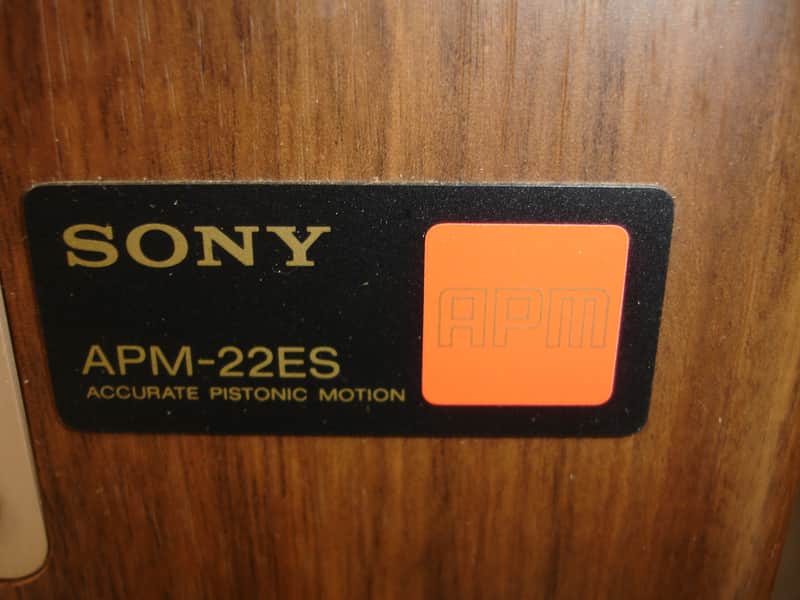 SONY
APM
APM-22ES
ACCURATE PISTONIC MOTION